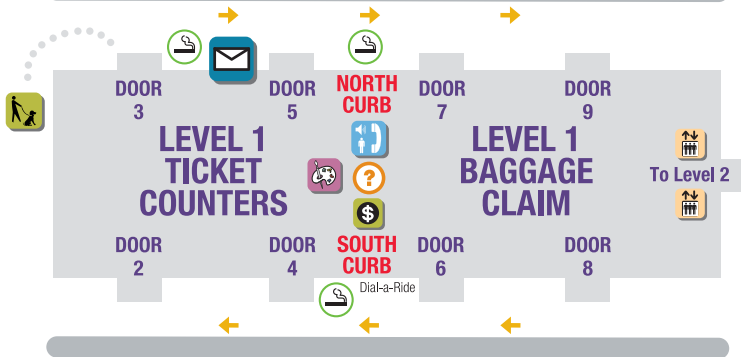 DOOR
3
DOOR
5
NORTH
CURB
DOOR
7
DOOR
9
LEVEL 1
TICKET
COUNTERS
?
$
LEVEL 1
BAGGAGE
CLAIM
To Level 2
DOOR
2
DOOR
4
SOUTH
CURB
Dial-a-Ride
DOOR
6
DOOR
8